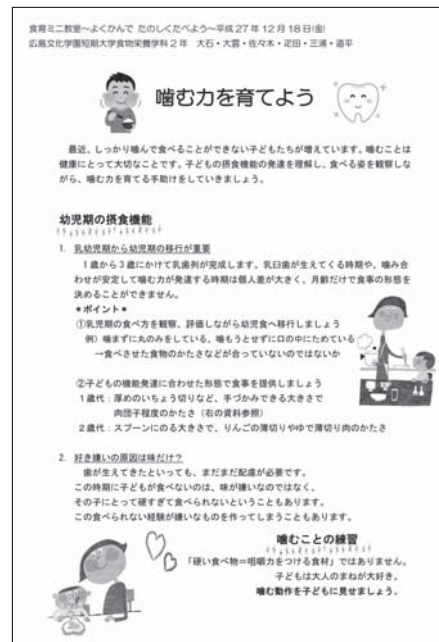 食育ミニ教室～よくかんで たのしくたべよう～平成27年12月18日(金)
広島文化学園短期大学食物栄養学科2年 大石・大雲・佐々木・疋田・三浦・道平
噛む力を育てよう
最近、しっかり噛んで食べることができない子どもたちが増えています。噛むことは
健康にとって大切なことです。子どもの摂食機能の発達を理解し、食べる姿を観察しな
がら、噛む力を育てる手助けをしていきましょう。
幼児期の摂食機能
1. 乳幼児期から幼児期の移行が重要
1歳から3歳にかけて乳歯列が完成します。乳臼歯が生えてくる時期や、噛み合
わせが安定して噛む力が発達する時期は個人差が大きく、月齢だけで食事の形態を
決めることができません。
*ポイント*
①乳児期の食べ方を観察、評価しながら幼児食へ移行しましょう
例）噛まずに丸のみをしている、噛もうとせずに口の中にためている
→食べさせた食物のかたさなどが合っていないのではないか
②子どもの機能発達に合わせた形態で食事を提供しましょう
1歳代：厚めのいちょう切りなど、手づかみできる大きさで
肉団子程度のかたさ（右の資料参照）
2歳代：スプーンにのる大きさで、りんごの薄切りやゆで薄切り肉のかたさ
2. 好き嫌いの原因は味だけ？
歯が生えてきたといっても、まだまだ配慮が必要です。
この時期に子どもが食べないのは、味が嫌いなのではなく、
その子にとって硬すぎて食べられないということもあります。
この食べられない経験が嫌いなものを作ってしまうこともあります。
噛むことの練習
「硬い食べ物＝咀嚼力をつける食材」ではありません。
子どもは大人のまねが大好き。
噛む動作を子どもに見せましょう。